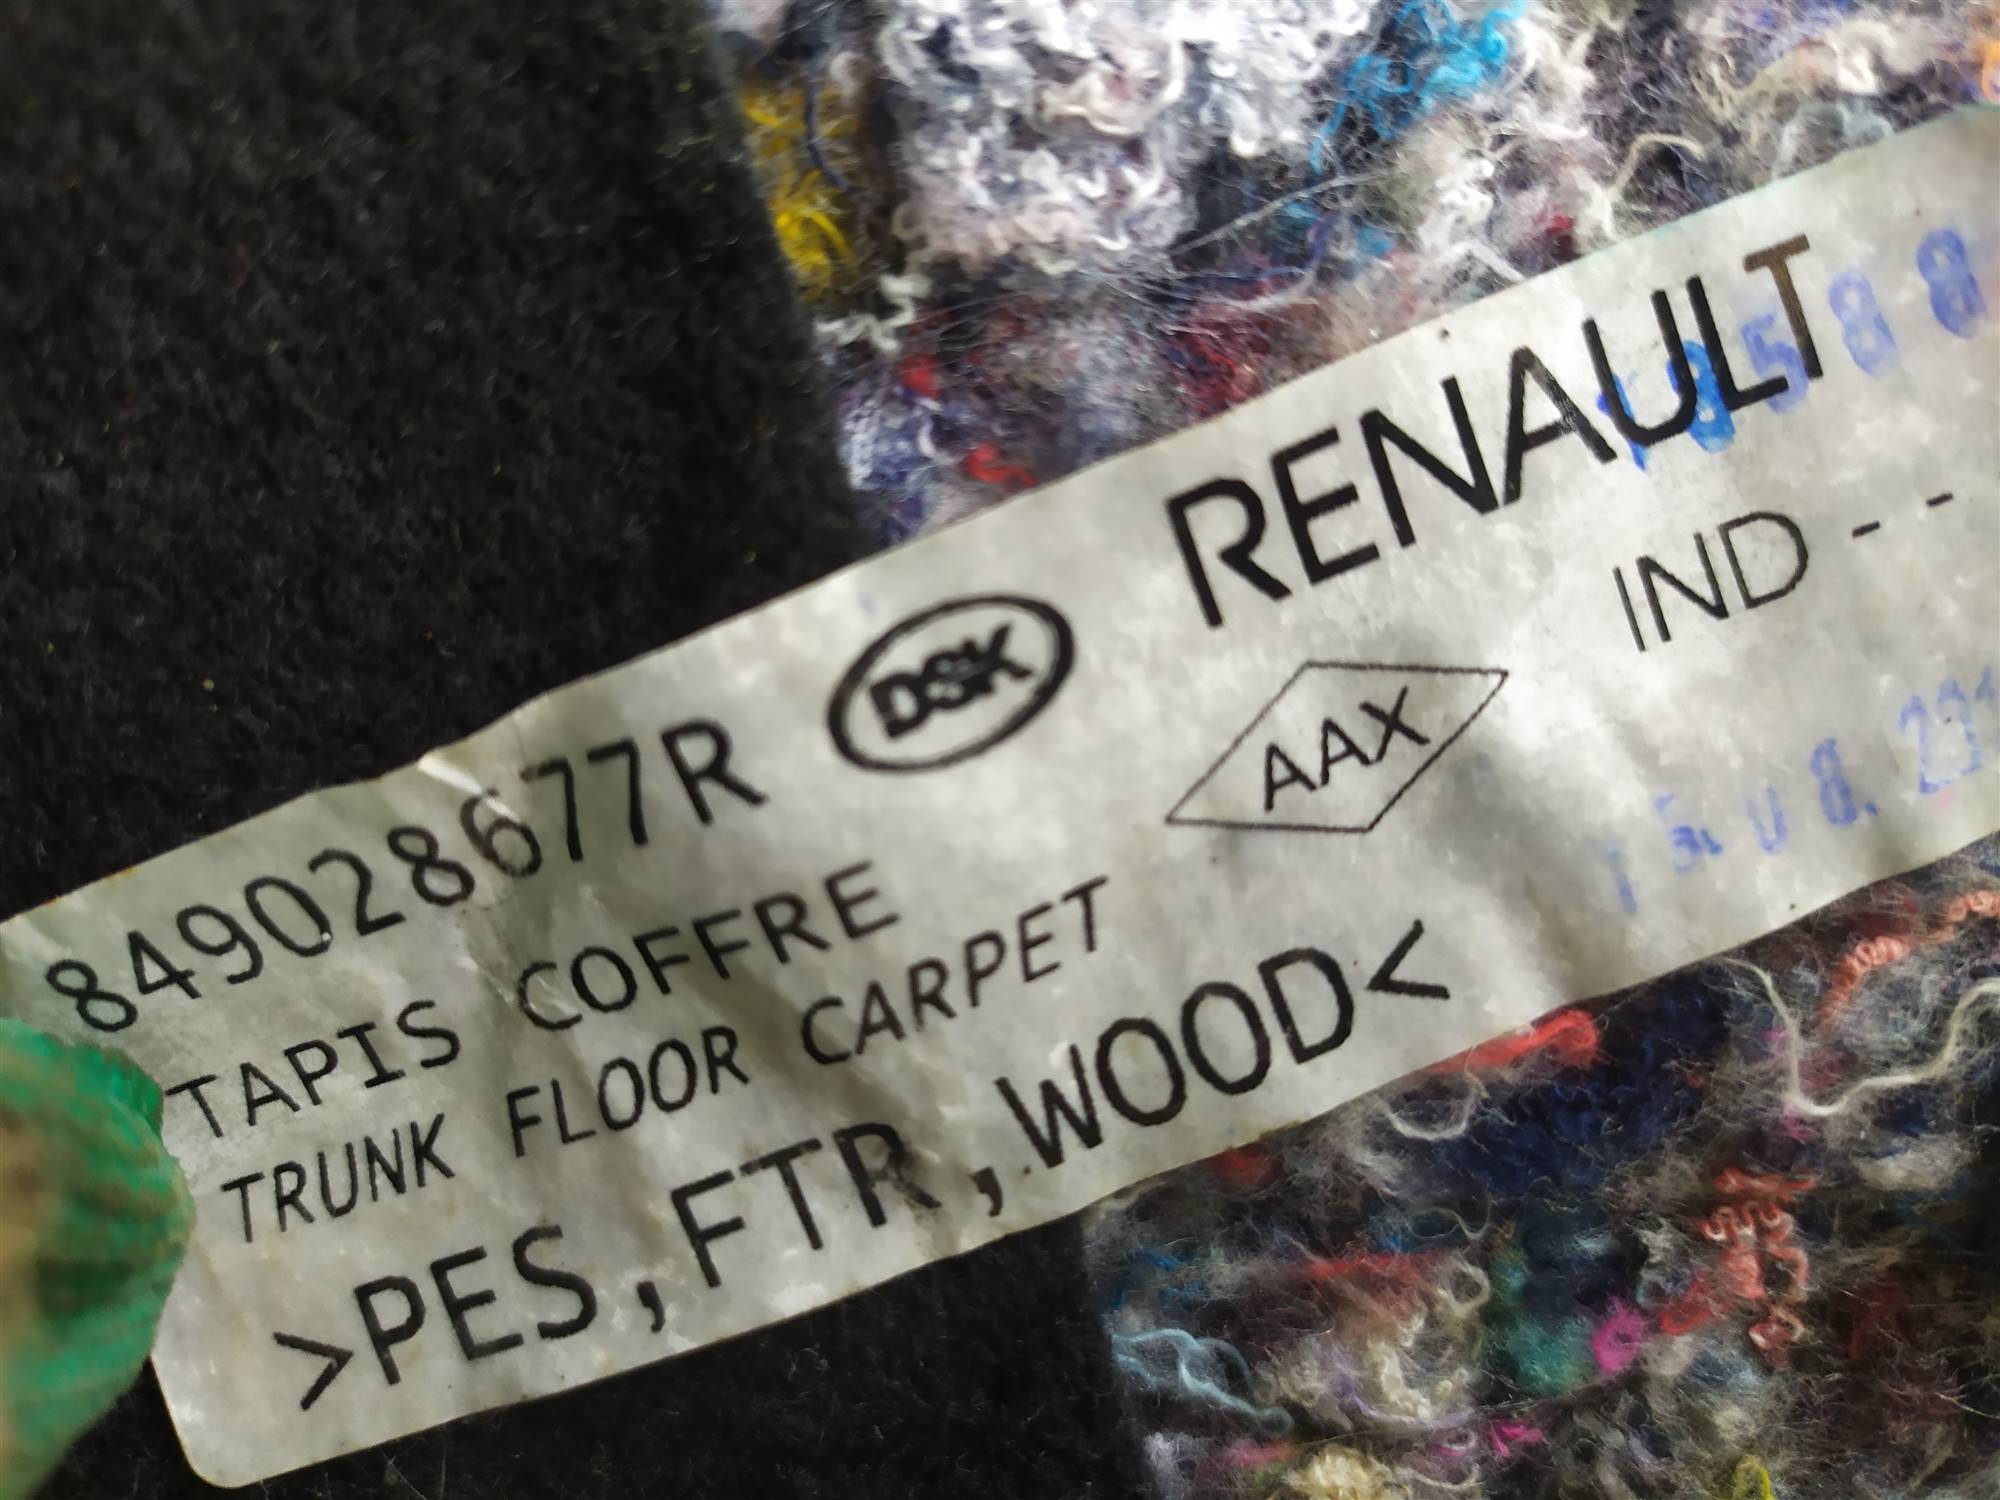 RENAULT
849028677R DSK AAX IND - -
TAPIS COFFRE
TRUNK FLOOR CARPET
>PES,FTR,WOOD<